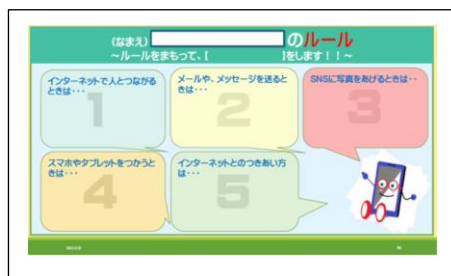 (なまえ) のルール
～ルールをまもって、【 】をします！！～
インターネットで人とつながる
ときは・・・
1
メールや、メッセージを送ると
きは・・・
2
SNSに写真をあげるときは・・
3
スマホやタブレットをつかうと
きは・・・
4
インターネットとのつきあい方
は・・・
5